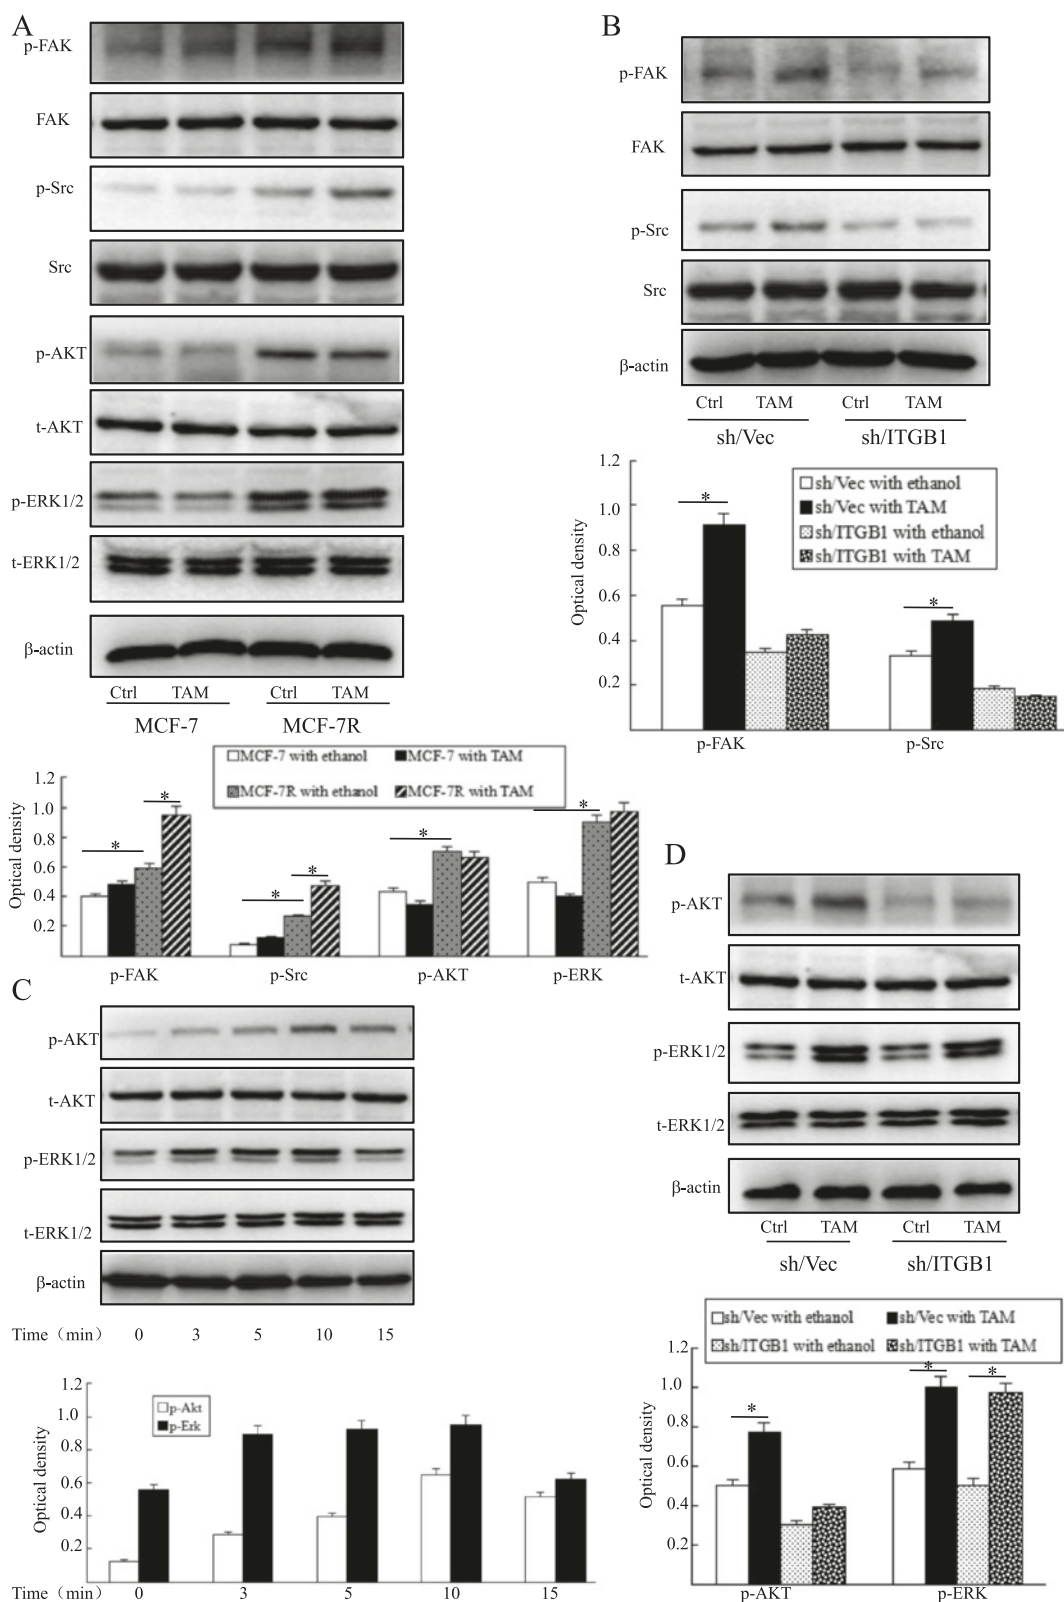 A
p-FAK
FAK
p-Src
Src
p-AKT
t-AKT
p-ERK1/2
t-ERK1/2
β-actin
Ctrl TAM Ctrl TAM
MCF-7 MCF-7R
MCF-7 with ethanol MCF-7 with TAM
MCF-7R with ethanol MCF-7R with TAM
Optical density
1.2
1.0
0.8
0.6
0.4
0.2
* * * * * *
p-FAK p-Src p-AKT p-ERK
B
p-FAK
FAK
p-Src
Src
β-actin
Ctrl TAM Ctrl TAM
sh/Vec sh/ITGB1
sh/Vec with ethanol
sh/Vec with TAM
sh/ITGB1 with ethanol
sh/ITGB1 with TAM
Optical density
1.2
1.0
0.8
0.6
0.4
0.2
* *
p-FAK p-Src
C
p-AKT
t-AKT
p-ERK1/2
t-ERK1/2
β-actin
Time（min） 0 3 5 10 15
p-Akt
p-Erk
Optical density
1.2
1.0
0.8
0.6
0.4
0.2
Time（min） 0 3 5 10 15
D
p-AKT
t-AKT
p-ERK1/2
t-ERK1/2
β-actin
Ctrl TAM Ctrl TAM
sh/Vec sh/ITGB1
sh/Vec with ethanol sh/Vec with TAM
sh/ITGB1 with ethanol sh/ITGB1 with TAM
Optical density
1.2
1.0
0.8
0.6
0.4
0.2
* * *
p-AKT p-ERK